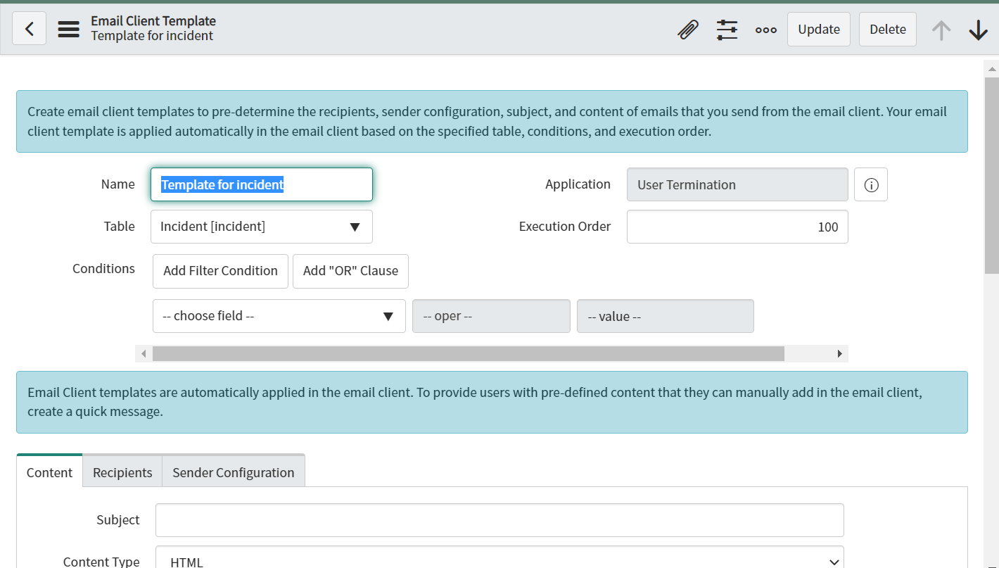 Email Client Template
Template for incident
Update
Delete
Create email client templates to pre-determine the recipients, sender configuration, subject, and content of emails that you send from the email client. Your email
client template is applied automatically in the email client based on the specified table, conditions, and execution order.
Name
Template for incident
Application
User Termination
Table
Incident [incident]
Execution Order
100
Conditions
Add Filter Condition
Add "OR" Clause
-- choose field --
-- oper --
-- value --
Email Client templates are automatically applied in the email client. To provide users with pre-defined content that they can manually add in the email client,
create a quick message.
Content
Recipients
Sender Configuration
Subject
Content Type
HTML